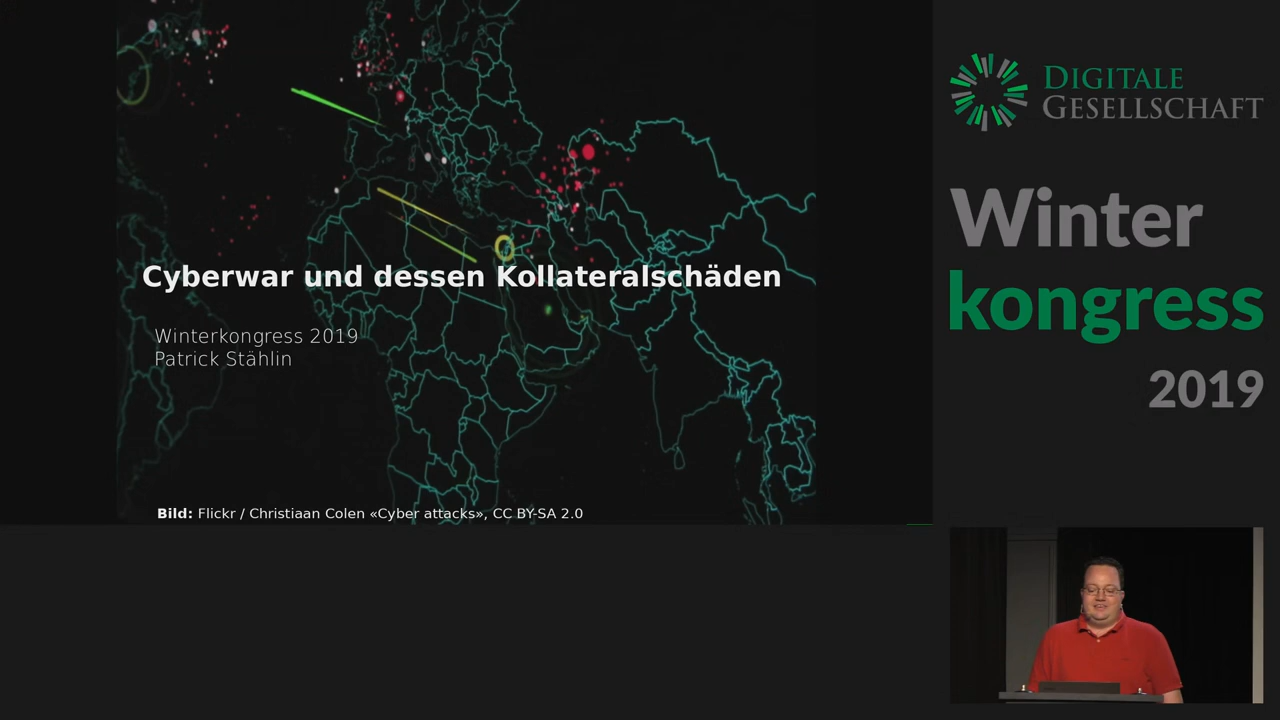 Cyberwar und dessen Kollateralschäden
Winterkongress 2019
Patrick Stählin
Bild: Flickr / Christiaan Colen «Cyber attacks», CC BY-SA 2.0
DIGITALE
GESELLSCHAFT
Winter
kongress
2019